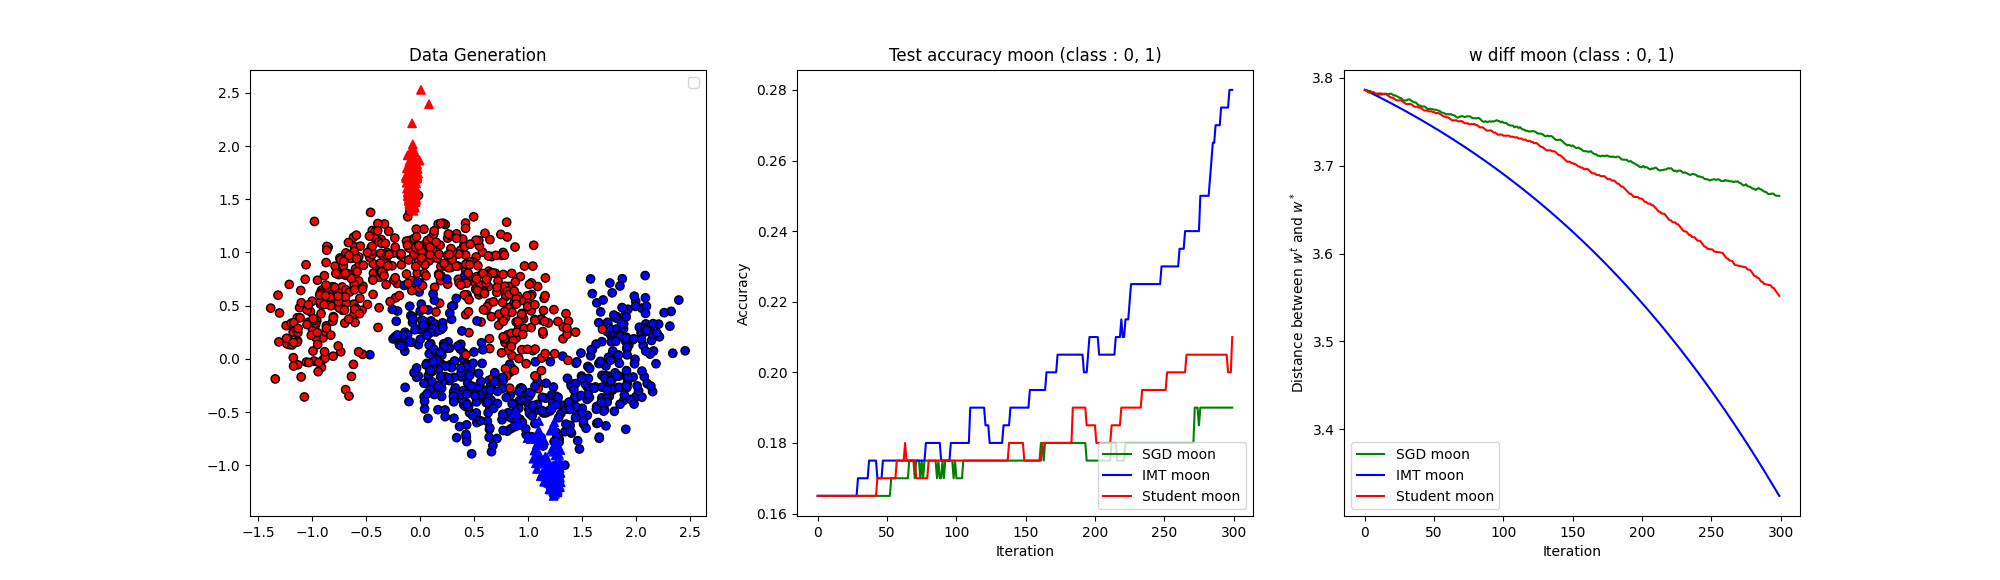 Data Generation
2.5
2.0
1.5
1.0
0.5
0.0
−0.5
−1.0
−1.5 −1.0 −0.5 0.0 0.5 1.0 1.5 2.0 2.5
Test accuracy moon (class : 0, 1)
Accuracy
0.28
0.26
0.24
0.22
0.20
0.18
0.16
SGD moon
IMT moon
Student moon
0 50 100 150 200 250 300
Iteration
w diff moon (class : 0, 1)
Distance between w^t and w^*
3.8
3.7
3.6
3.5
3.4
SGD moon
IMT moon
Student moon
0 50 100 150 200 250 300
Iteration